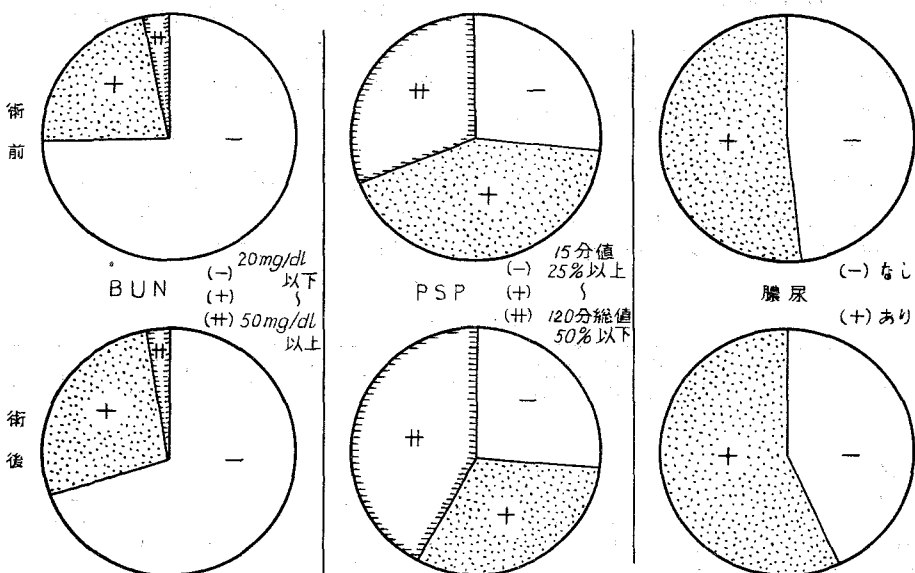 術前
卌
+
−
卌
−
+
+
−
BUN
(−) 20mg/dl
以下
(+) 〜
(卌) 50mg/dl
以上
PSP
15分値
(−) 25%以上
(+) 〜
(卌) 120分総値
50%以下
膿尿
(−) なし
(+) あり
術後
卌
+
−
卌
−
+
+
−